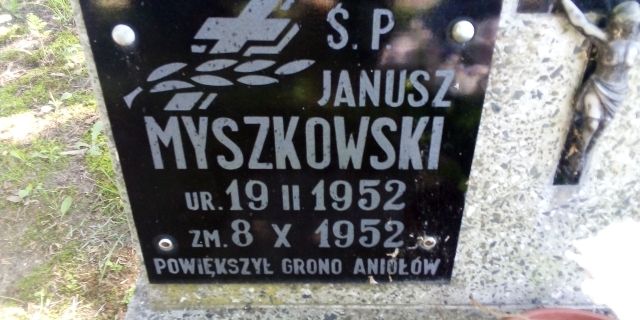 Ś. P.
JANUSZ
MYSZKOWSKI
UR. 19 II 1952
ZM. 8 X 1952
POWIĘKSZYŁ GRONO ANIOŁÓW